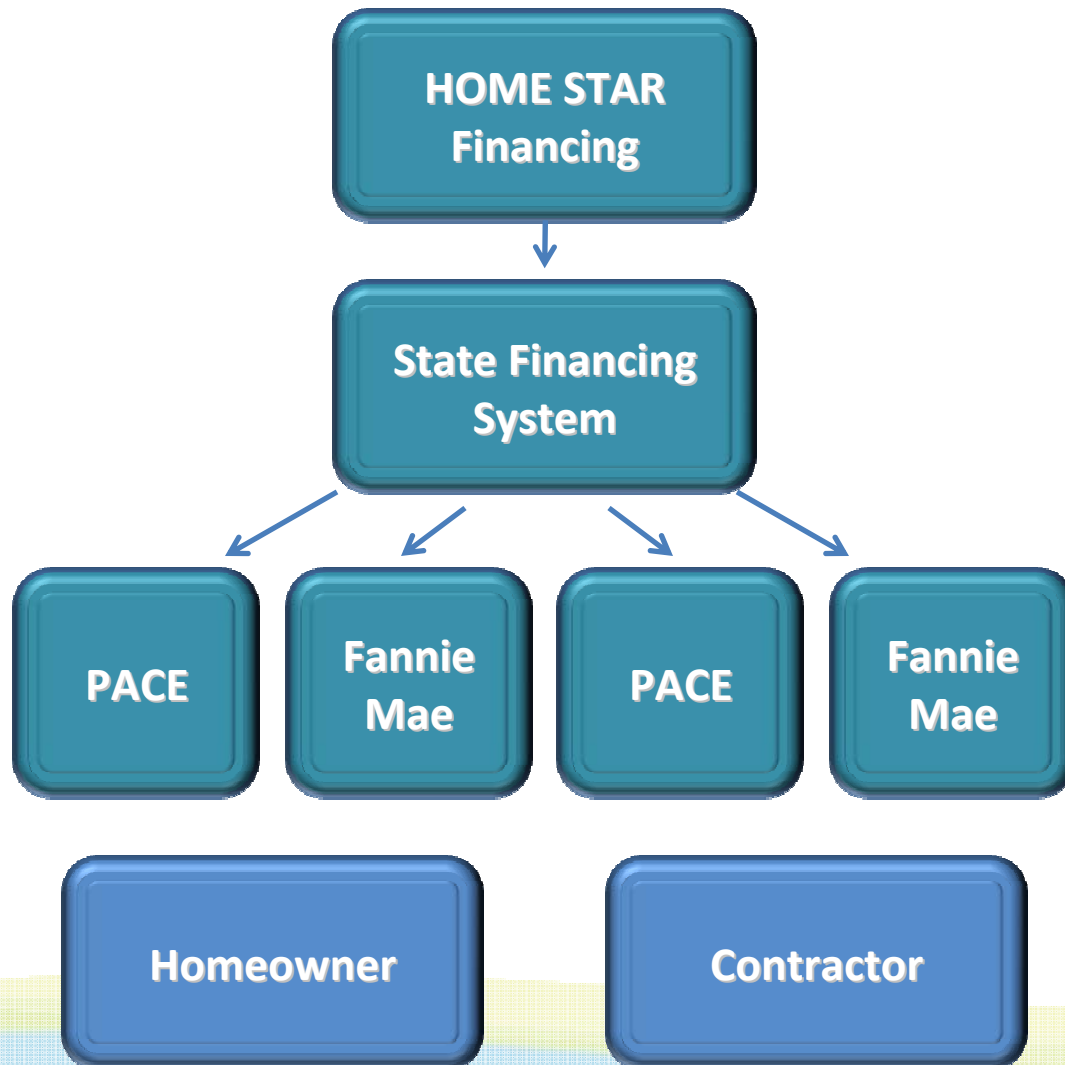 HOME STAR
Financing
State Financing
System
PACE
Fannie
Mae
PACE
Fannie
Mae
Homeowner
Contractor